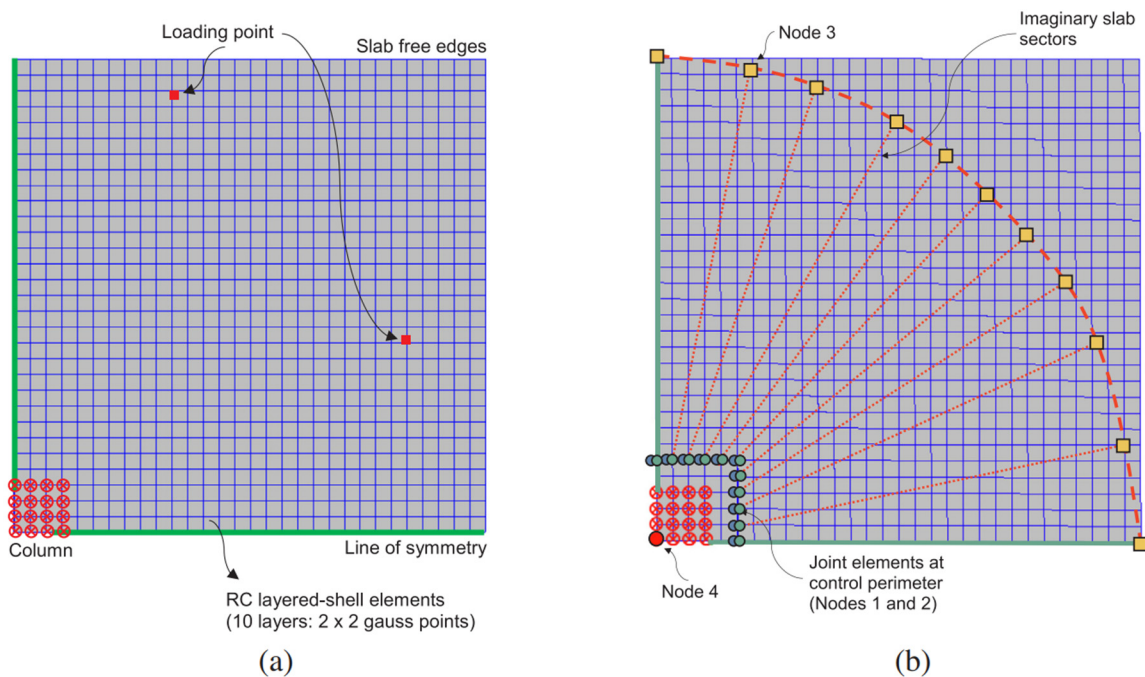 Loading point
Slab free edges
Column
Line of symmetry
RC layered-shell elements
(10 layers: 2 x 2 gauss points)
(a)
Node 3
Imaginary slab
sectors
Node 4
Joint elements at
control perimeter
(Nodes 1 and 2)
(b)